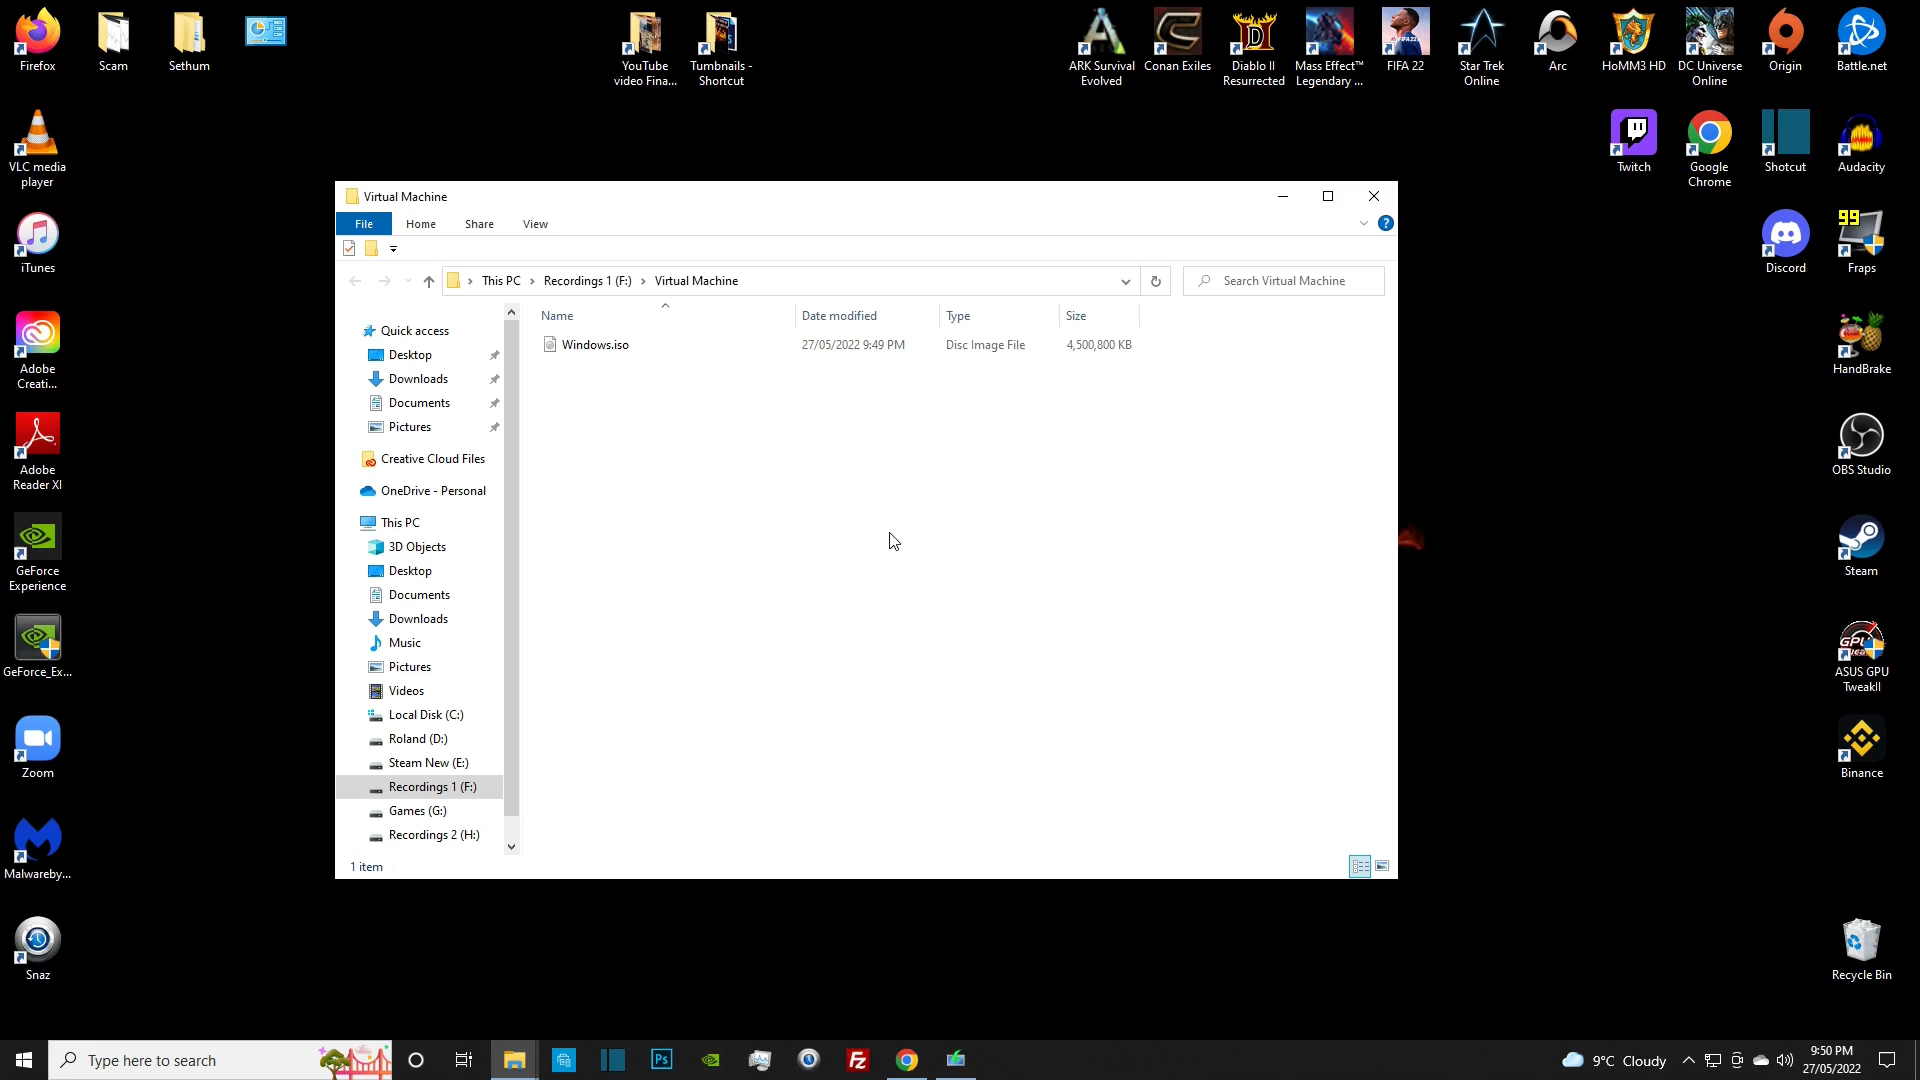 Firefox
Scam
Sethum
YouTube
video Fina...
Tumbnails -
Shortcut
ARK Survival
Evolved
Conan Exiles
Diablo II
Resurrected
Mass Effect™
Legendary ...
FIFA 22
Star Trek
Online
Arc
HoMM3 HD
DC Universe
Online
Origin
Battle.net
VLC media
player
Twitch
Google
Chrome
Shotcut
Audacity
iTunes
Discord
99
Fraps
Adobe
Creati...
HandBrake
Adobe
Reader XI
OBS Studio
GeForce
Experience
Steam
GeForce_Ex...
ASUS GPU
TweakII
Zoom
Binance
Malwareby...
Snaz
Recycle Bin
Virtual Machine
File
Home
Share
View
This PC
Recordings 1 (F:)
Virtual Machine
Search Virtual Machine
Name
Date modified
Type
Size
Windows.iso
27/05/2022 9:49 PM
Disc Image File
4,500,800 KB
Quick access
Desktop
Downloads
Documents
Pictures
Creative Cloud Files
OneDrive - Personal
This PC
3D Objects
Desktop
Documents
Downloads
Music
Pictures
Videos
Local Disk (C:)
Roland (D:)
Steam New (E:)
Recordings 1 (F:)
Games (G:)
Recordings 2 (H:)
1 item
Type here to search
Ps
Fz
9°C Cloudy
9:50 PM
27/05/2022